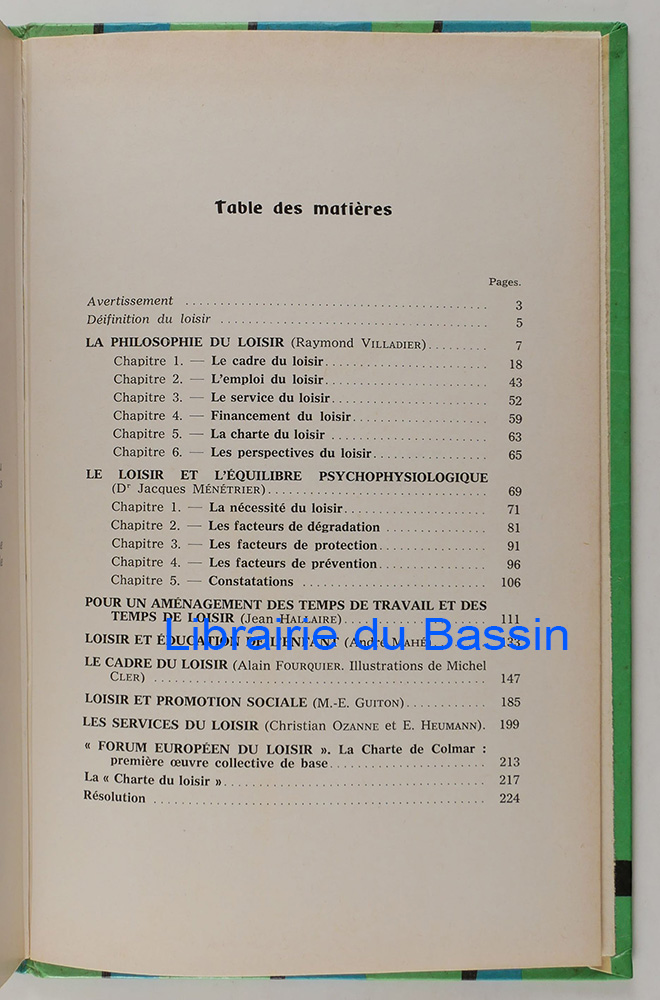 Table des matières
Pages.
Avertissement ........................................ 3
Déifinition du loisir ........................................ 5
LA PHILOSOPHIE DU LOISIR (Raymond VILLADIER)......... 7
Chapitre 1. — Le cadre du loisir........................ 18
Chapitre 2. — L'emploi du loisir........................ 43
Chapitre 3. — Le service du loisir....................... 52
Chapitre 4. — Financement du loisir.................... 59
Chapitre 5. — La charte du loisir ....................... 63
Chapitre 6. — Les perspectives du loisir................. 65
LE LOISIR ET L'ÉQUILIBRE PSYCHOPHYSIOLOGIQUE
(Dr Jacques MÉNÉTRIER)................................ 69
Chapitre 1. — La nécessité du loisir..................... 71
Chapitre 2. — Les facteurs de dégradation ............... 81
Chapitre 3. — Les facteurs de protection................ 91
Chapitre 4. — Les facteurs de prévention................ 96
Chapitre 5. — Constatations ........................... 106
POUR UN AMÉNAGEMENT DES TEMPS DE TRAVAIL ET DES
TEMPS DE LOISIR (Jean HALLAIRE)..................... 111
Librairie du Bassin
LOISIR ET ÉDUCATION DE L'ENFANT (André MAHÉ) 133
LE CADRE DU LOISIR (Alain FOURQUIER. Illustrations de Michel
CLER) ................................................ 147
LOISIR ET PROMOTION SOCIALE (M.-E. GUITON)............ 185
LES SERVICES DU LOISIR (Christian OZANNE et E. HEUMANN). 199
« FORUM EUROPÉEN DU LOISIR ». La Charte de Colmar :
première œuvre collective de base....................... 213
La « Charte du loisir »...................................... 217
Résolution ................................................ 224